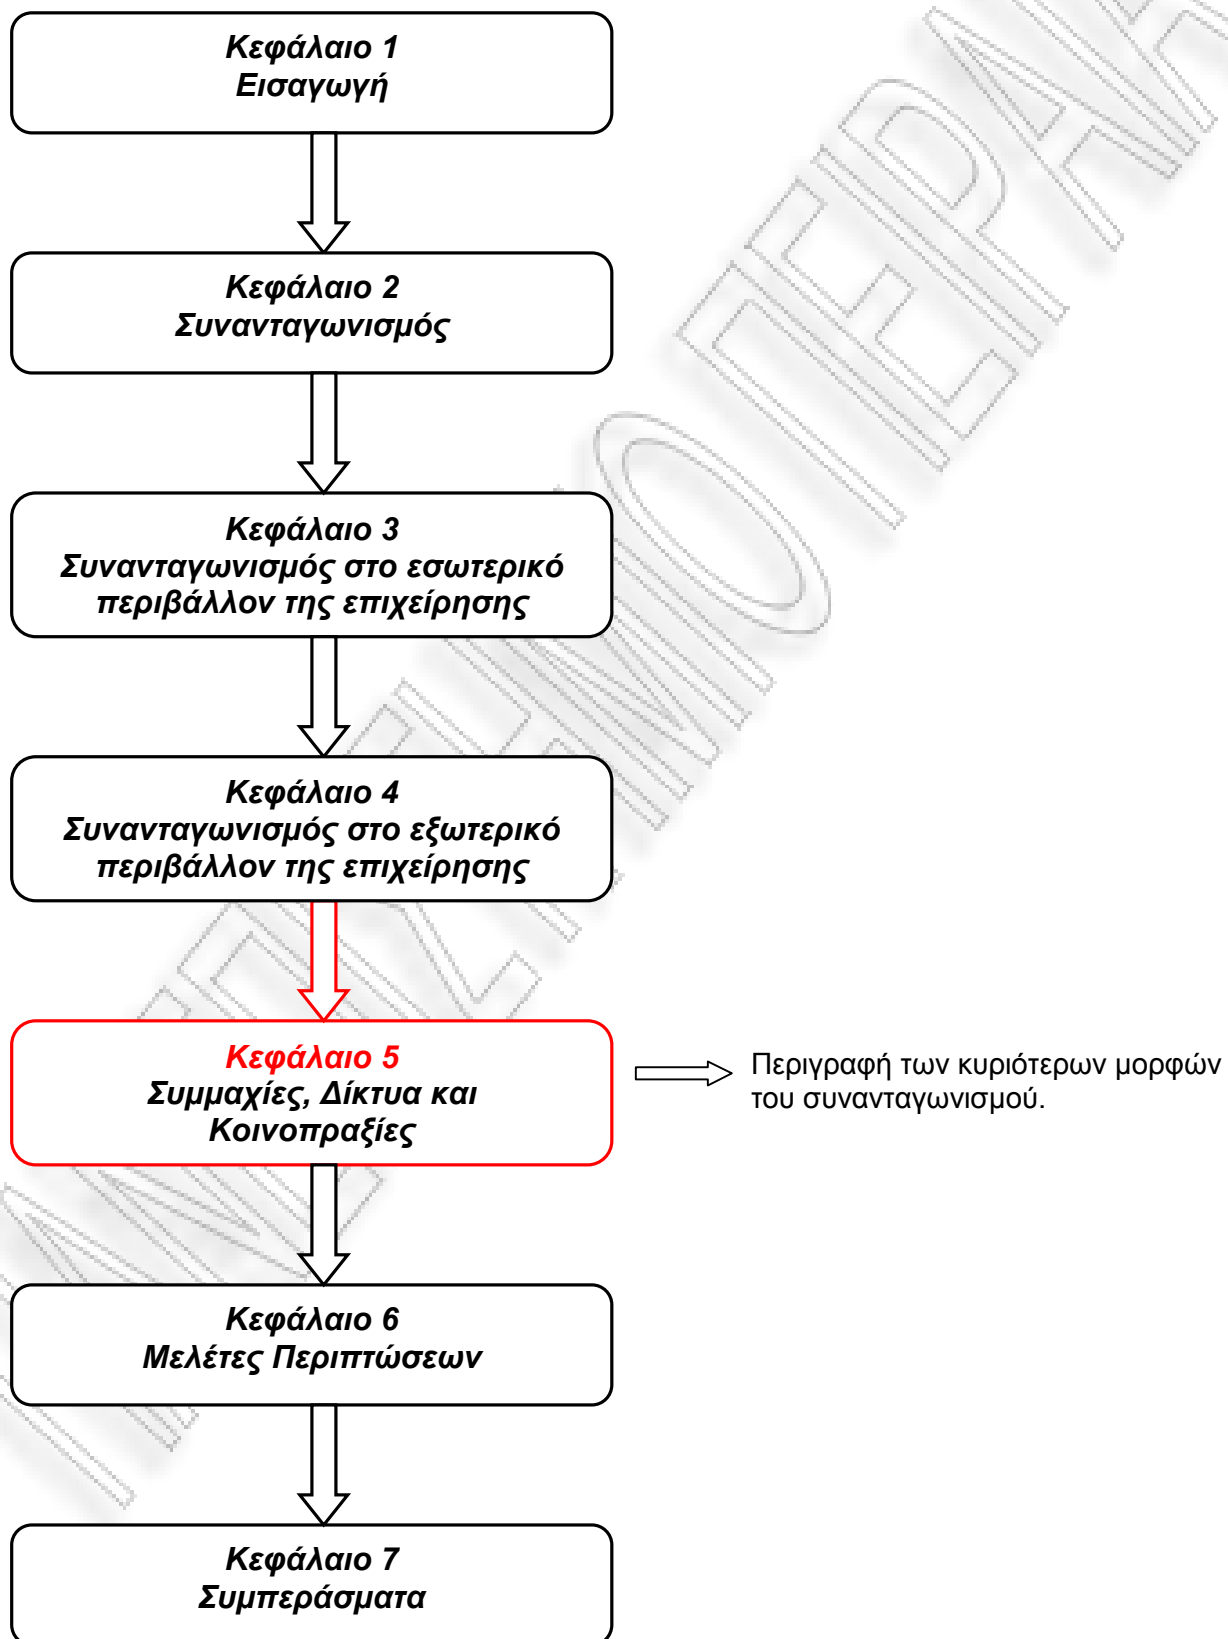 Κεφάλαιο 1
Εισαγωγή
Κεφάλαιο 2
Συνανταγωνισμός
Κεφάλαιο 3
Συνανταγωνισμός στο εσωτερικό
περιβάλλον της επιχείρησης
Κεφάλαιο 4
Συνανταγωνισμός στο εξωτερικό
περιβάλλον της επιχείρησης
Κεφάλαιο 5
Συμμαχίες, Δίκτυα και
Κοινοπραξίες
Περιγραφή των κυριότερων μορφών
του συνανταγωνισμού.
Κεφάλαιο 6
Μελέτες Περιπτώσεων
Κεφάλαιο 7
Συμπεράσματα